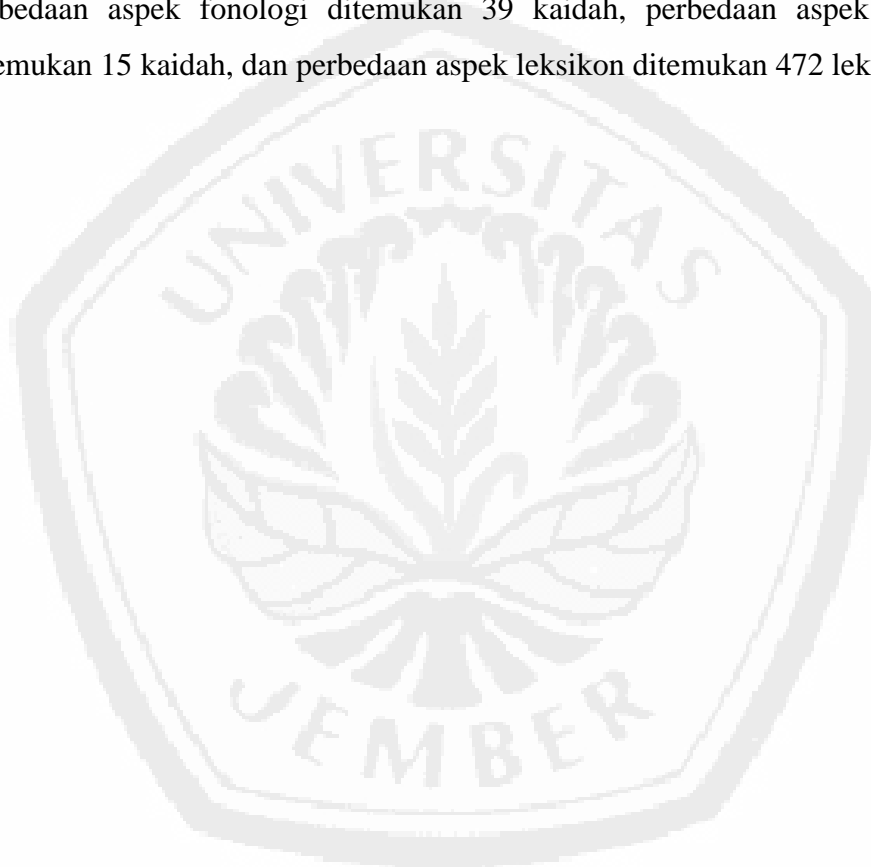 bedaan aspek fonologi ditemukan 39 kaidah, perbedaan aspek
emukan 15 kaidah, dan perbedaan aspek leksikon ditemukan 472 lek
UNIVERSITAS
JEMBER